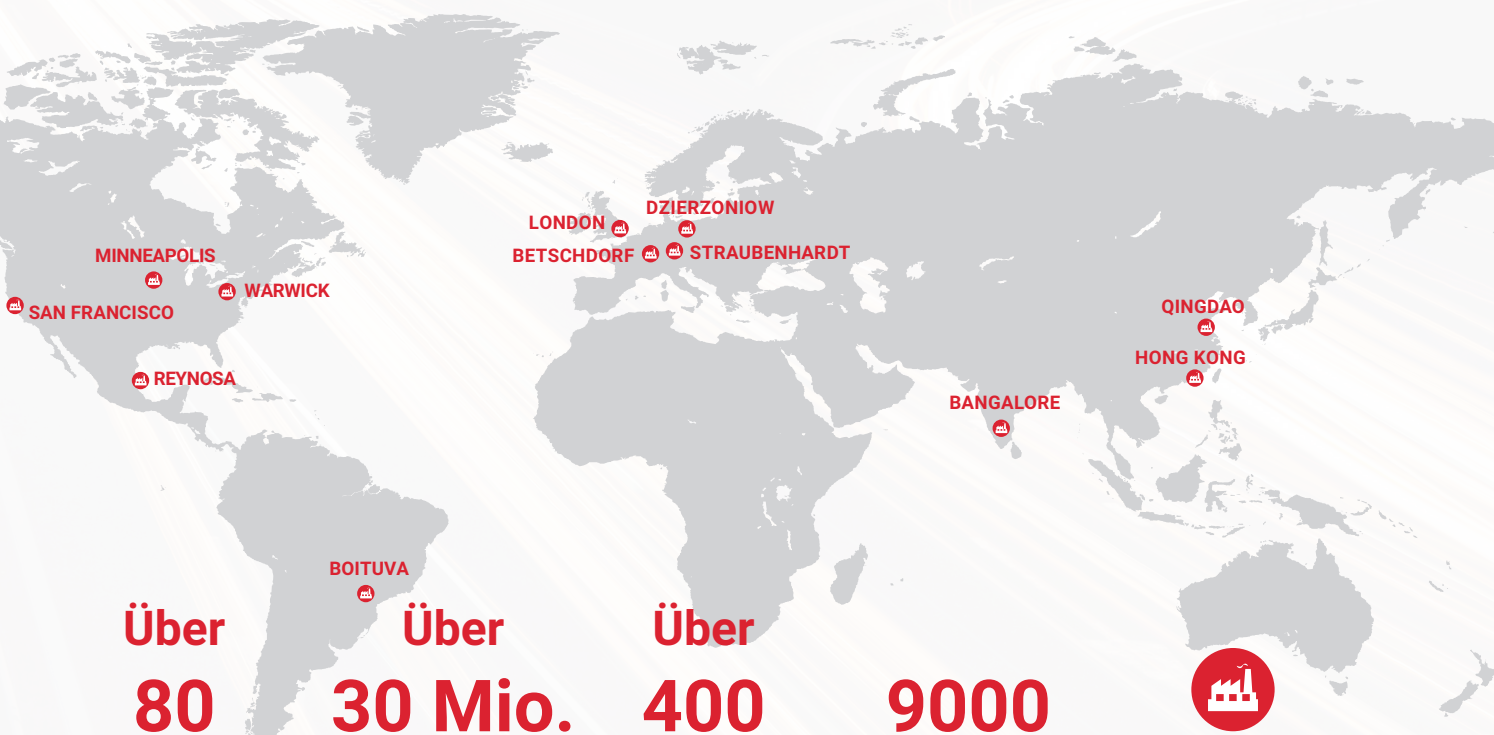 LONDON
DZIERZONIOW
BETSCHDORF
STRAUBENHARDT
MINNEAPOLIS
WARWICK
SAN FRANCISCO
REYNOSA
QINGDAO
HONG KONG
BANGALORE
BOITUVA
Über Über Über
80 30 Mio. 400 9000